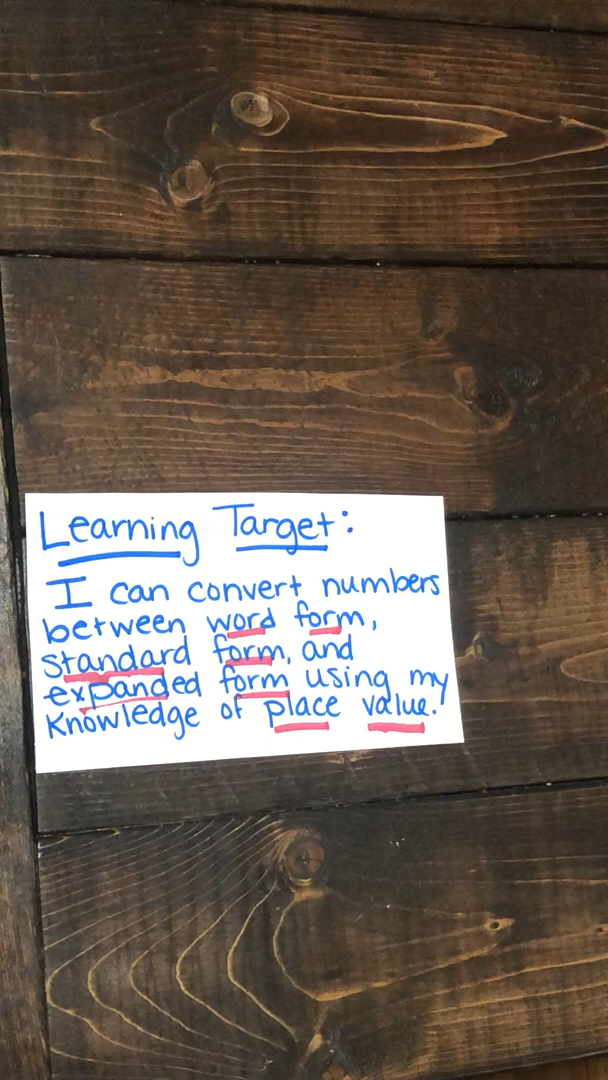 Learning Target:
I can convert numbers
between word form,
standard form, and
expanded form using my
knowledge of place value.